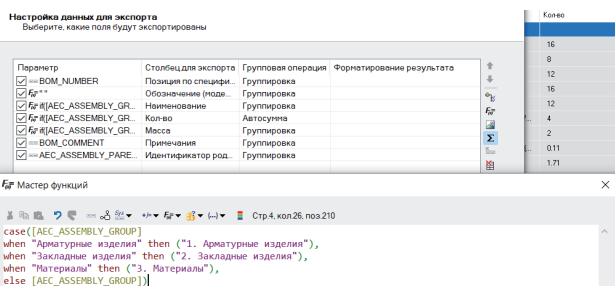 Настройка данных для экспорта
Выберите, какие поля будут экспортированы
Кол-во
16
8
12
16
12
4
2
0.11
1.71
Параметр Столбец для экспорта Групповая операция Форматирование результата
BOM_NUMBER Позиция по специфи... Группировка
"" Обозначение (моде... Группировка
if([AEC_ASSEMBLY_GR... Наименование Группировка
if([AEC_ASSEMBLY_GR... Кол-во Автосумма
if([AEC_ASSEMBLY_GR... Масса Группировка
BOM_COMMENT Примечания Группировка
AEC_ASSEMBLY_PARE... Идентификатор род... Группировка
Мастер функций
Стр.4, кол.26, поз.210
case([AEC_ASSEMBLY_GROUP]
when "Арматурные изделия" then ("1. Арматурные изделия"),
when "Закладные изделия" then ("2. Закладные изделия"),
when "Материалы" then ("3. Материалы"),
else [AEC_ASSEMBLY_GROUP])